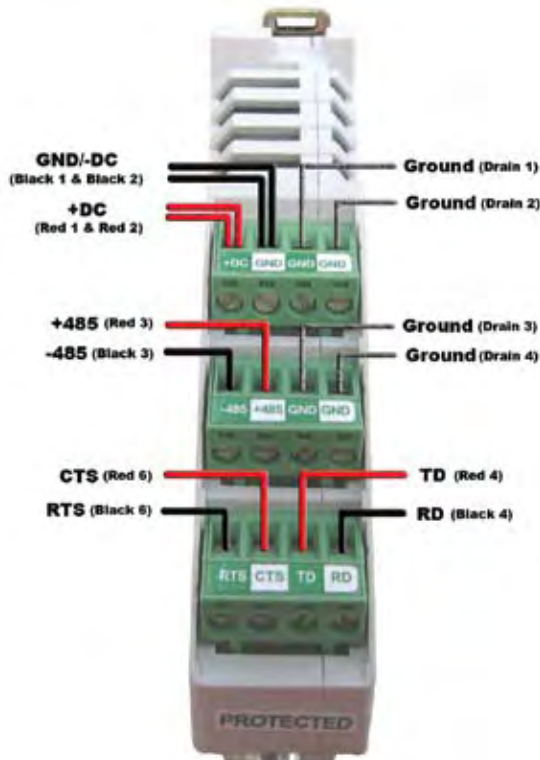 GND/-DC
(Black 1 & Black 2)
Ground (Drain 1)
+DC
(Red 1 & Red 2)
Ground (Drain 2)
+DC GND GND GND
+485 (Red 3)
Ground (Drain 3)
-485 (Black 3)
Ground (Drain 4)
-485 +485 GND GND
CTS (Red 6)
TD (Red 4)
RTS (Black 6)
RD (Black 4)
RTS CTS TD RD
PROTECTED